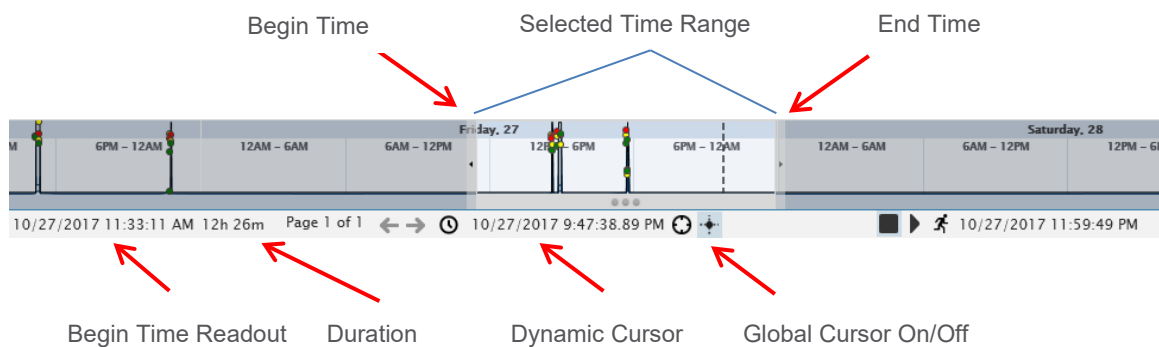 Begin Time Selected Time Range End Time
Friday, 27 Saturday, 28
M 6PM – 12AM 12AM – 6AM 6AM – 12PM 12PM – 6PM 6PM – 12AM 12AM – 6AM 6AM – 12PM 12PM – 6
10/27/2017 11:33:11 AM 12h 26m Page 1 of 1 10/27/2017 9:47:38.89 PM 10/27/2017 11:59:49 PM
Begin Time Readout Duration Dynamic Cursor Global Cursor On/Off